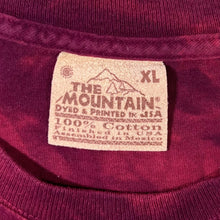 XL
THE
MOUNTAIN®
DYED & PRINTED IN USA
100% Cotton
Finished in USA
Assembled in Mexico